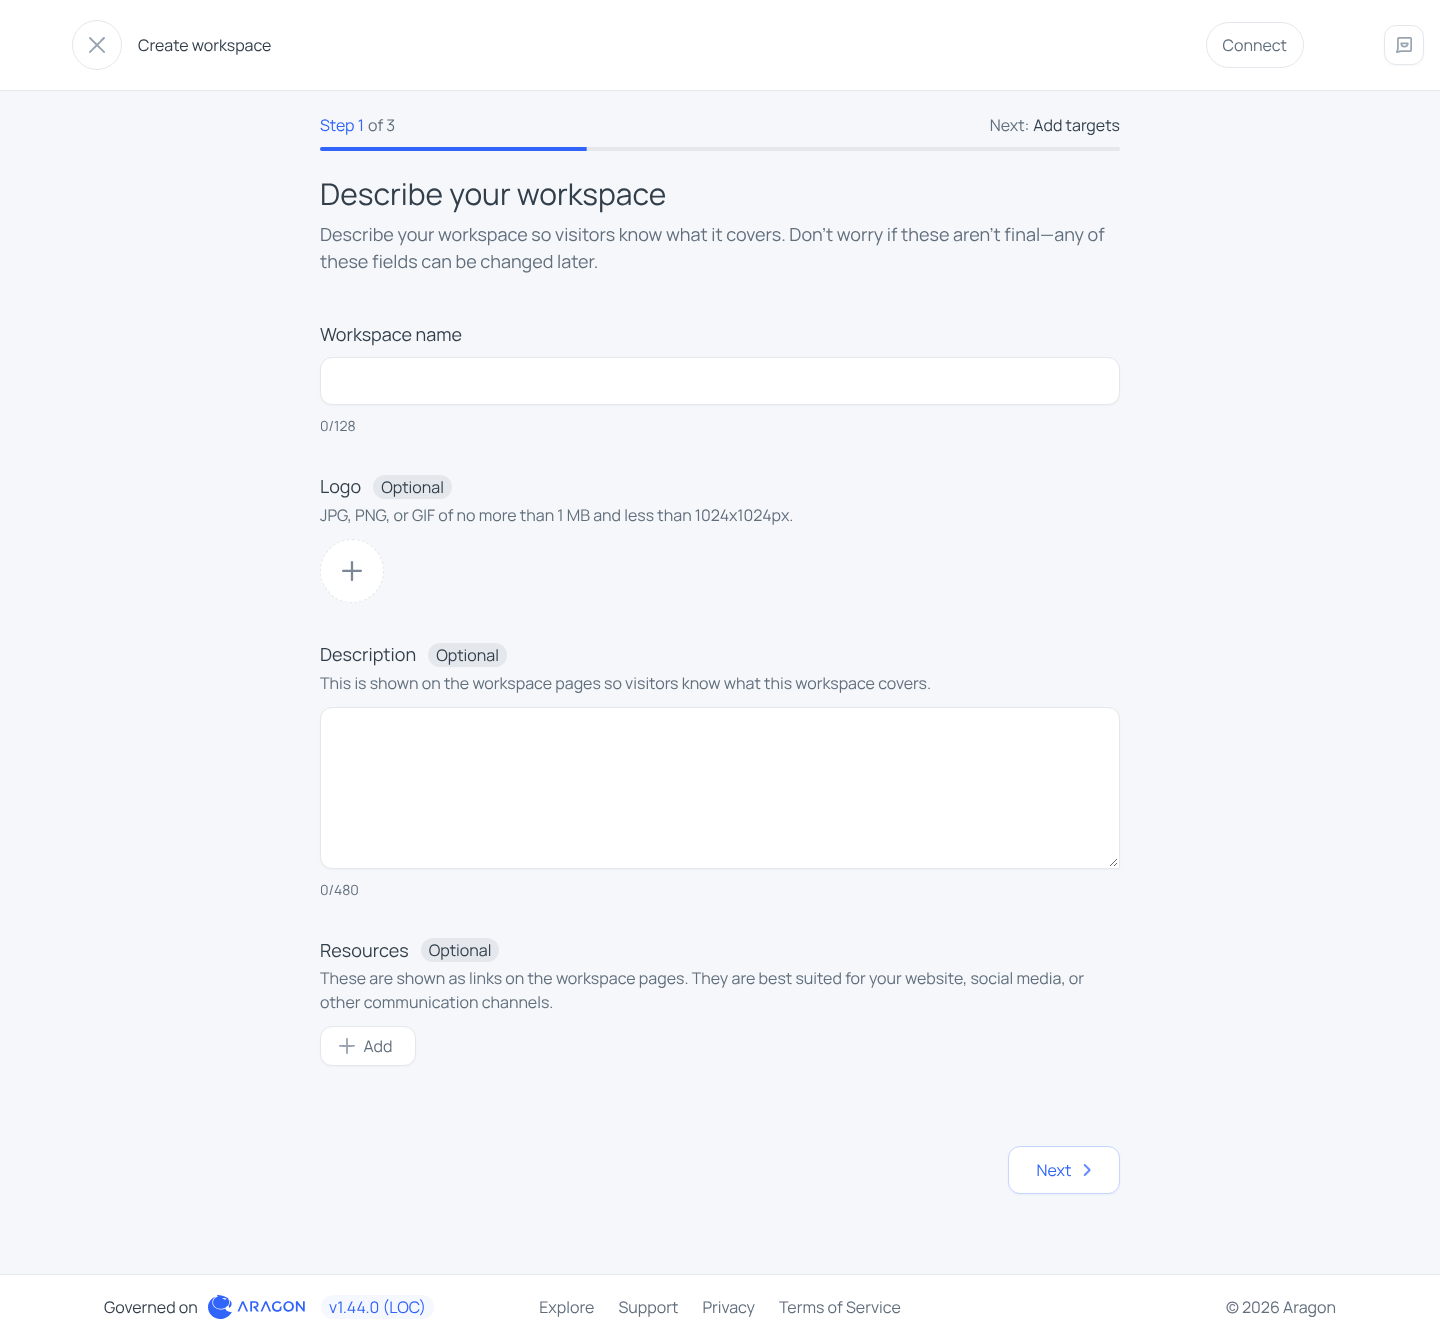 Create workspace
Connect
Step 1 of 3
Next: Add targets
Describe your workspace
Describe your workspace so visitors know what it covers. Don't worry if these aren't final—any of
these fields can be changed later.
Workspace name
0/128
Logo Optional
JPG, PNG, or GIF of no more than 1 MB and less than 1024x1024px.
Description Optional
This is shown on the workspace pages so visitors know what this workspace covers.
0/480
Resources Optional
These are shown as links on the workspace pages. They are best suited for your website, social media, or
other communication channels.
Add
Next
Governed on ARAGON v1.44.0 (LOC)
Explore Support Privacy Terms of Service
© 2026 Aragon